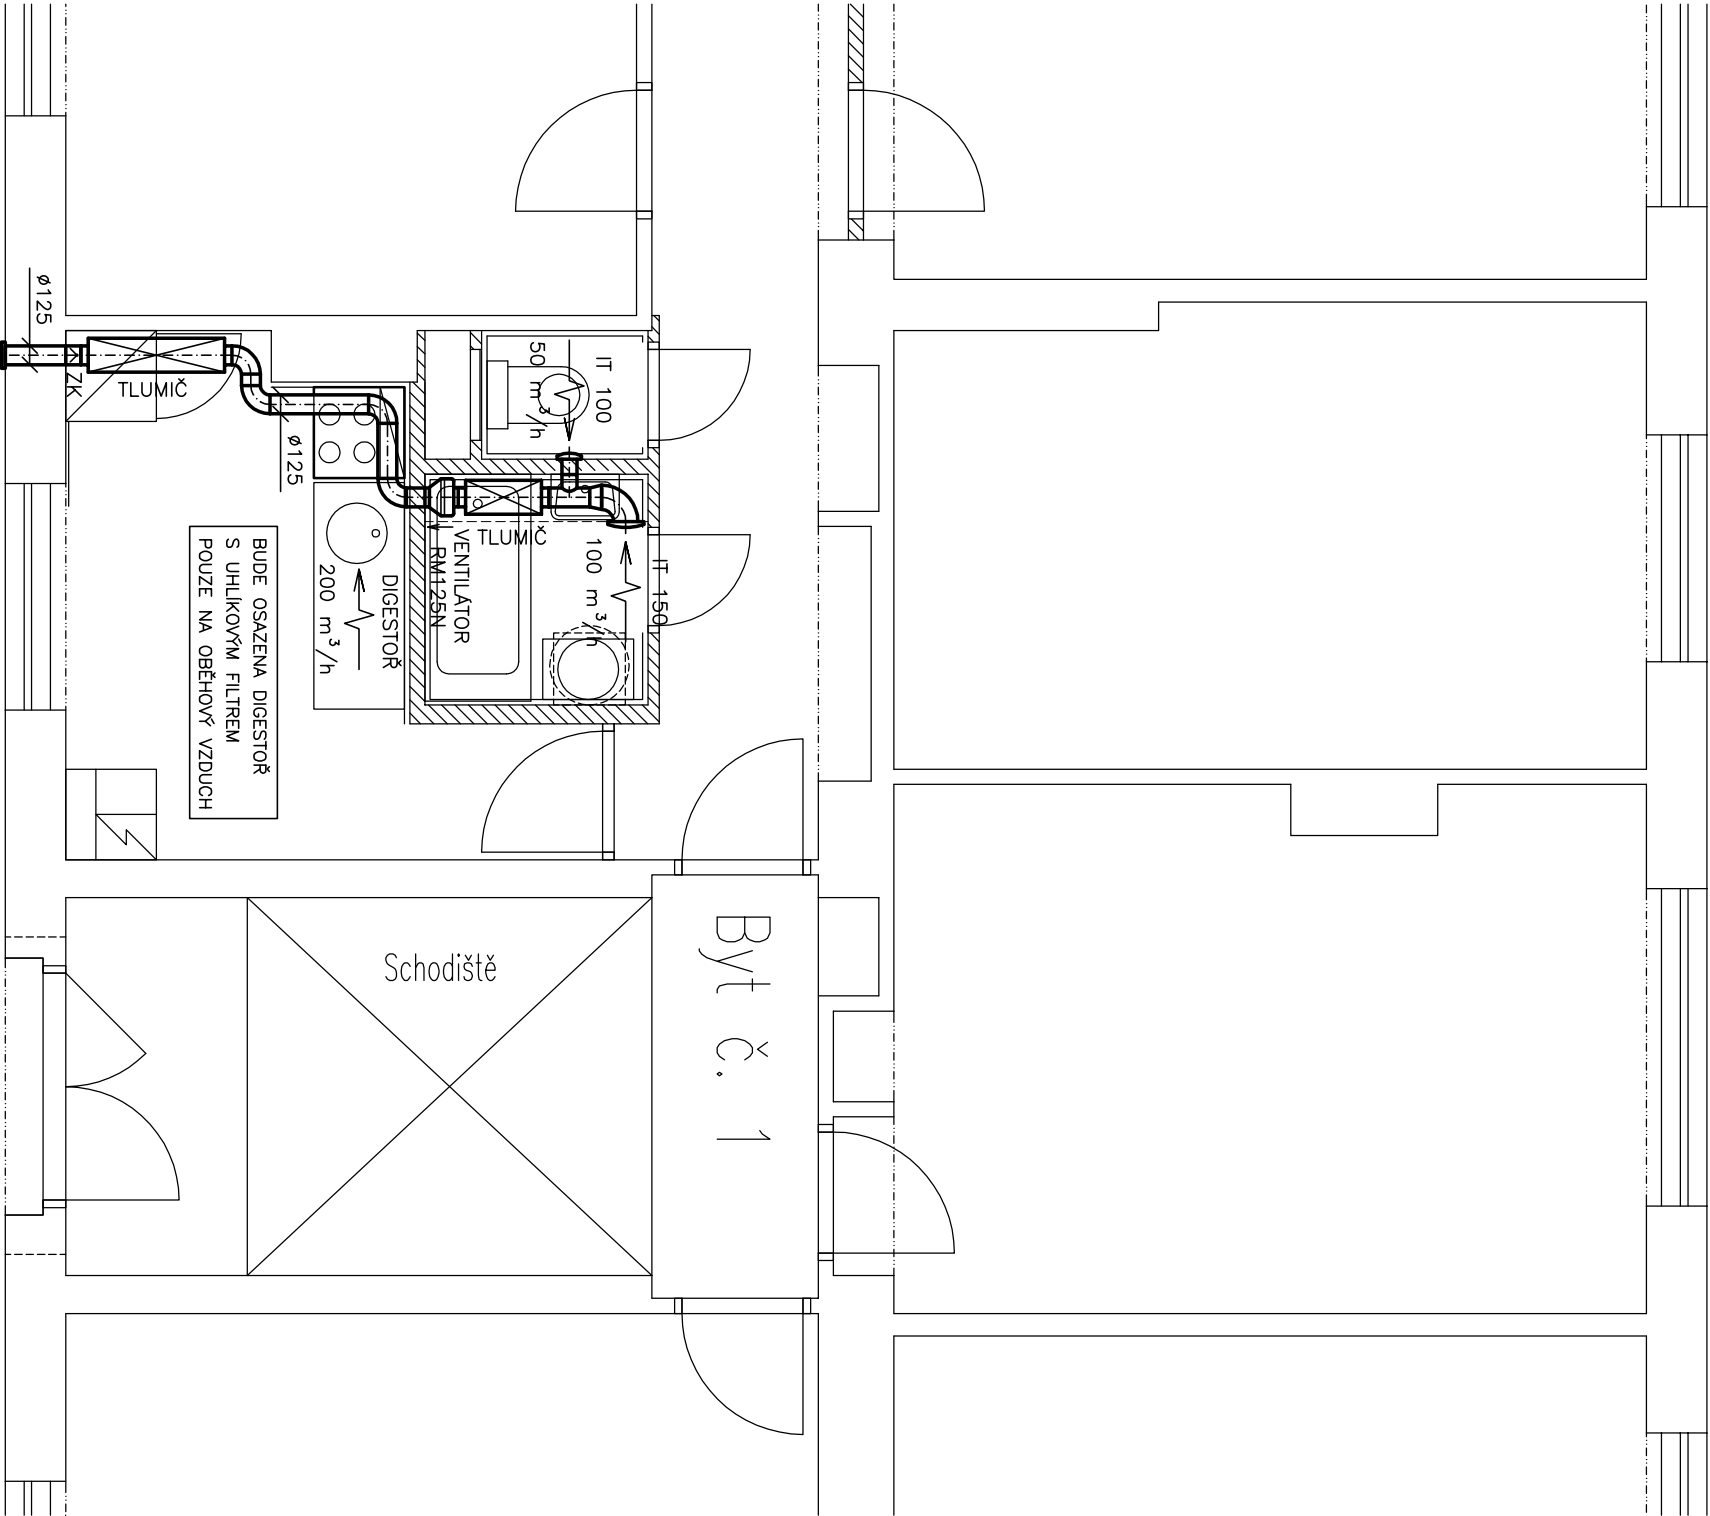 IT 100
50 m³/h
ø125
ZK
TLUMIČ
ø125
TLUMIČ
VENTILÁTOR
RM125N
IT 150
100 m³/h
DIGESTOŘ
200 m³/h
BUDE OSAZENA DIGESTOŘ
S UHLÍKOVÝM FILTREM
POUZE NA OBĚHOVÝ VZDUCH
Schodiště
Byt č. 1